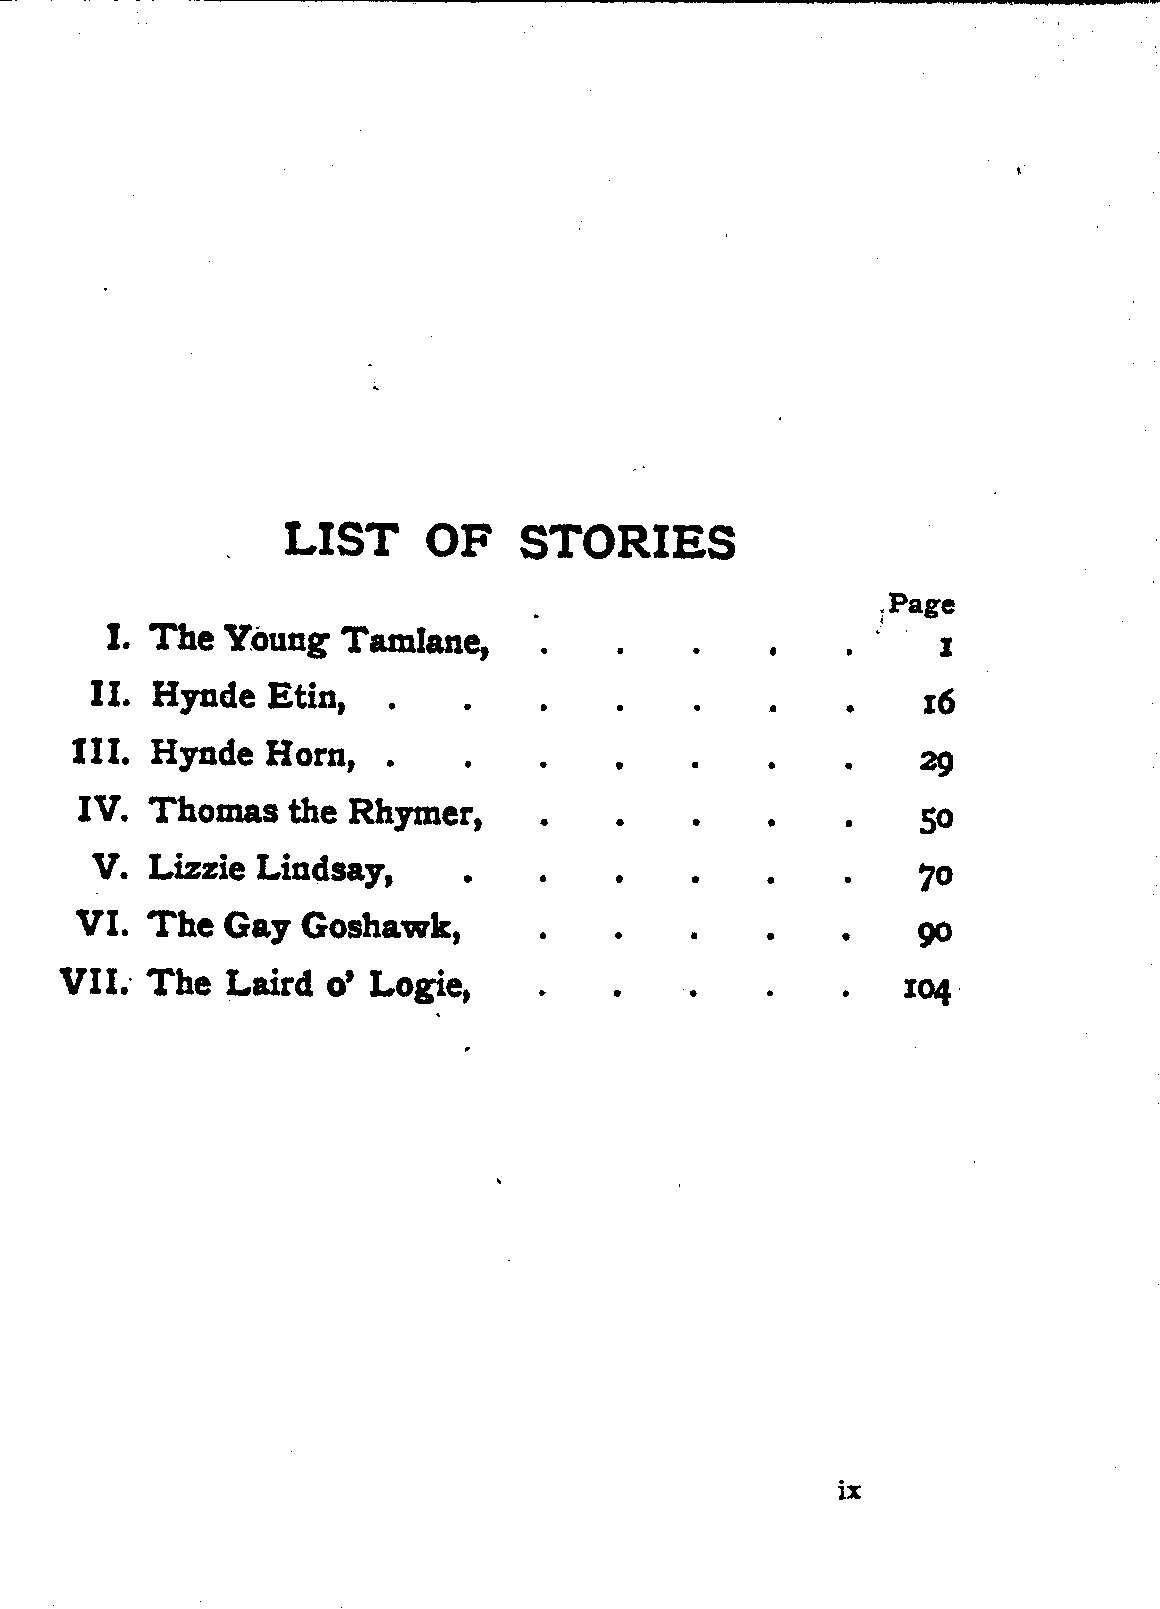 LIST OF STORIES
Page
I. The Young Tamlane, . . . . . 1
II. Hynde Etin, . . . . . . . 16
III. Hynde Horn, . . . . . . . 29
IV. Thomas the Rhymer, . . . . . 50
V. Lizzie Lindsay, . . . . . . 70
VI. The Gay Goshawk, . . . . . 90
VII. The Laird o' Logie, . . . . . 104
ix